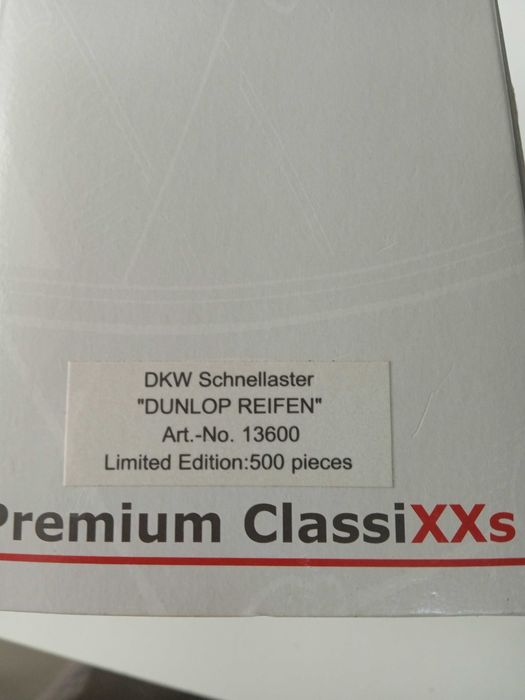 DKW Schnellaster
"DUNLOP REIFEN"
Art.-No. 13600
Limited Edition:500 pieces
Premium ClassiXXs